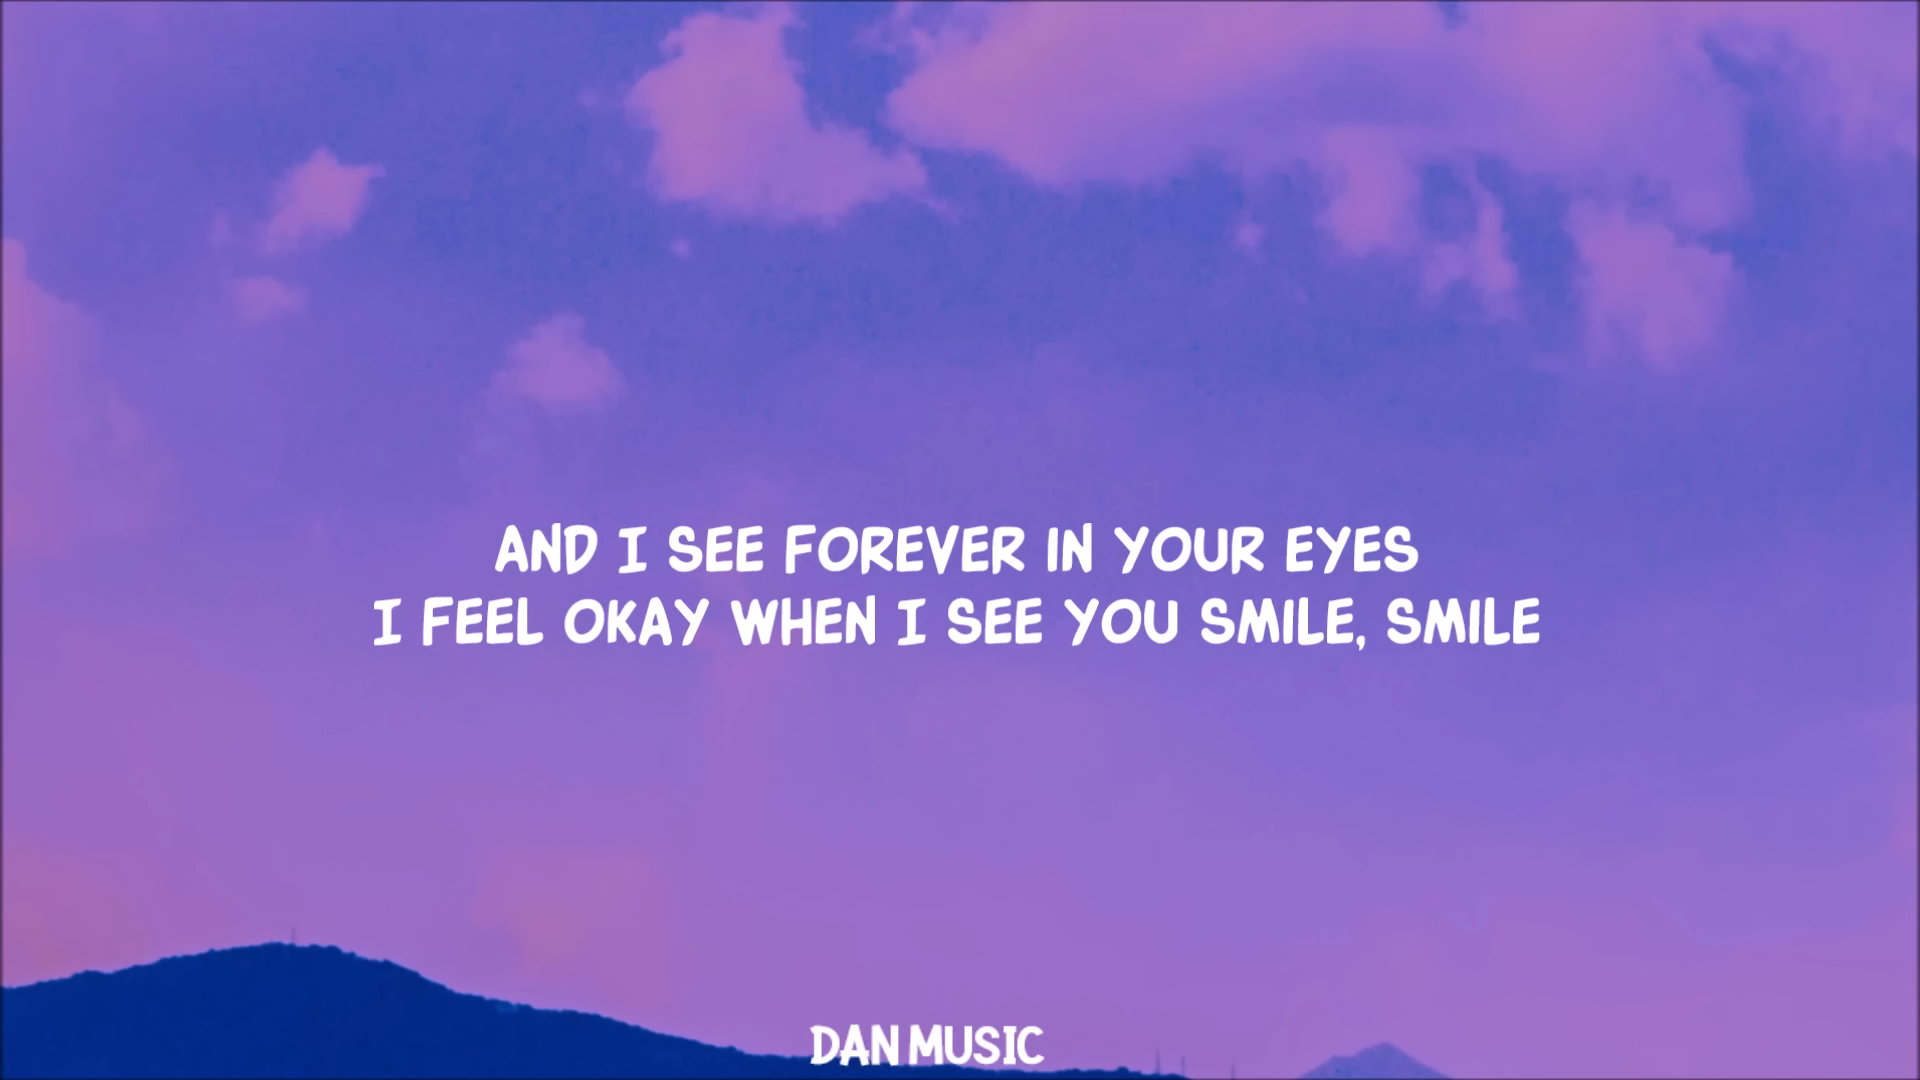 AND I SEE FOREVER IN YOUR EYES
I FEEL OKAY WHEN I SEE YOU SMILE, SMILE
DAN MUSIC